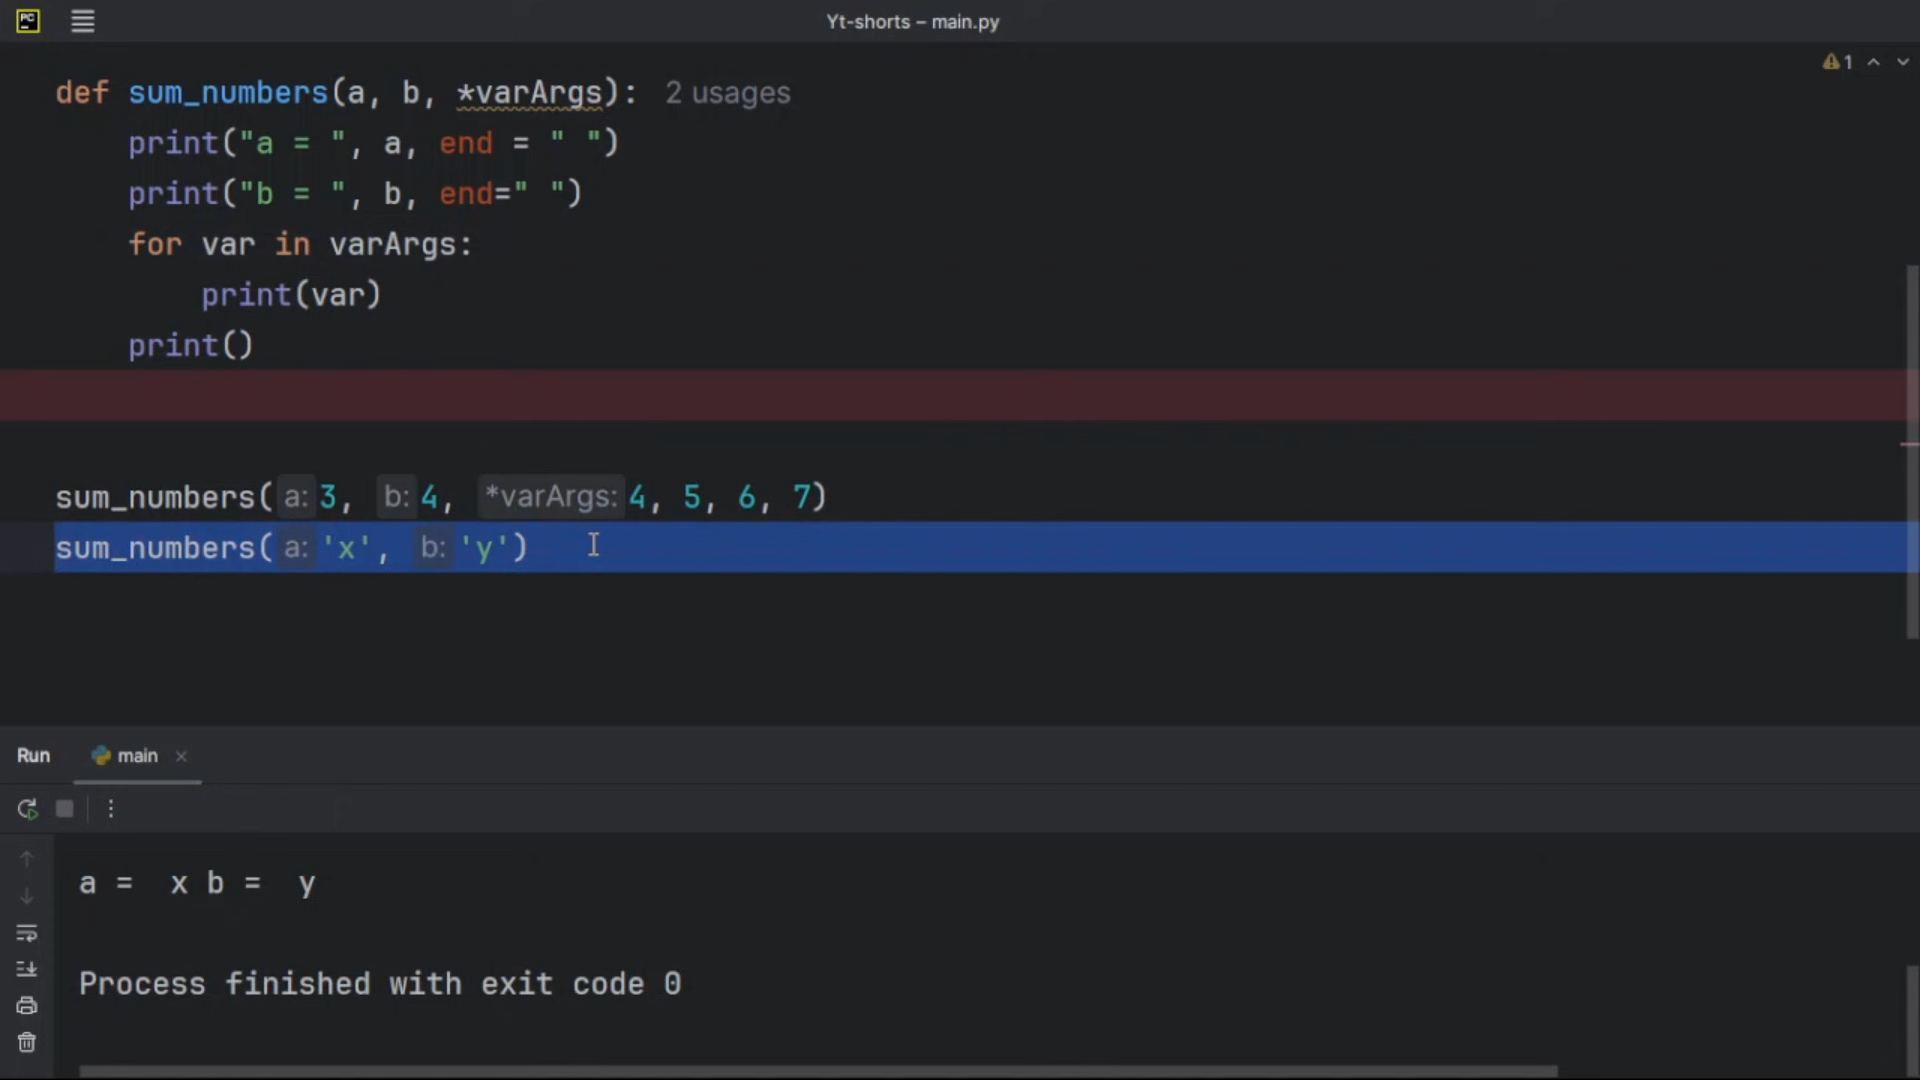 PC
Yt-shorts – main.py
1
def sum_numbers(a, b, *varArgs): 2 usages
print("a = ", a, end = " ")
print("b = ", b, end=" ")
for var in varArgs:
print(var)
print()
sum_numbers( a: 3, b: 4, *varArgs: 4, 5, 6, 7)
sum_numbers( a: 'x', b: 'y')
Run main
a =  x b =  y
Process finished with exit code 0